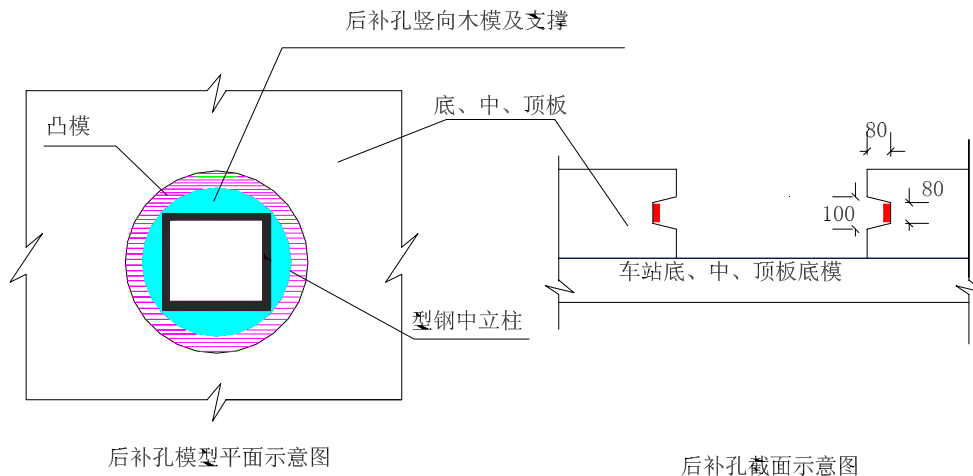 后补孔竖向木模及支撑
底、中、顶板
凸模
80
80
100
车站底、中、顶板底模
型钢中立柱
后补孔模型平面示意图
后补孔截面示意图